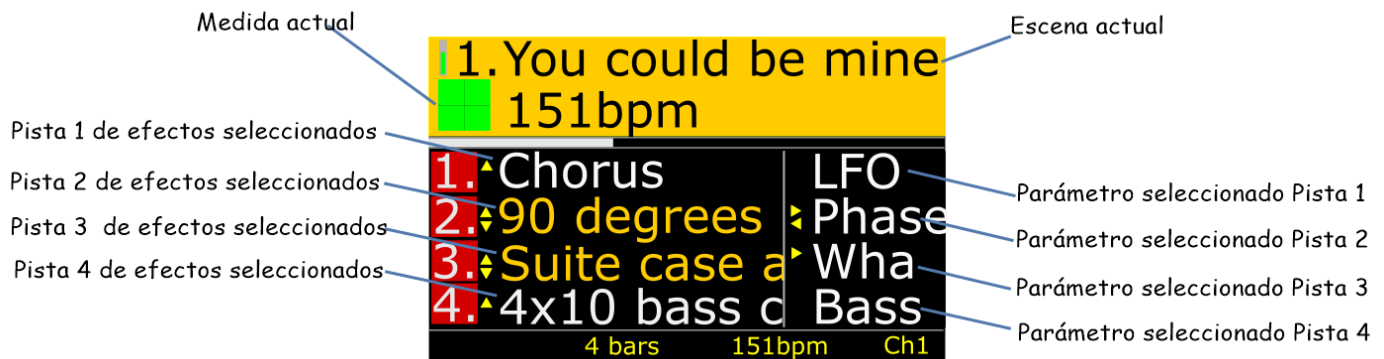 Medida actual
Escena actual
1.You could be mine
151bpm
Pista 1 de efectos seleccionados
Pista 2 de efectos seleccionados
Pista 3 de efectos seleccionados
Pista 4 de efectos seleccionados
1. Chorus LFO
2. 90 degrees Phase
3. Suite case a Wha
4. 4x10 bass c Bass
Parámetro seleccionado Pista 1
Parámetro seleccionado Pista 2
Parámetro seleccionado Pista 3
Parámetro seleccionado Pista 4
4 bars 151bpm Ch1